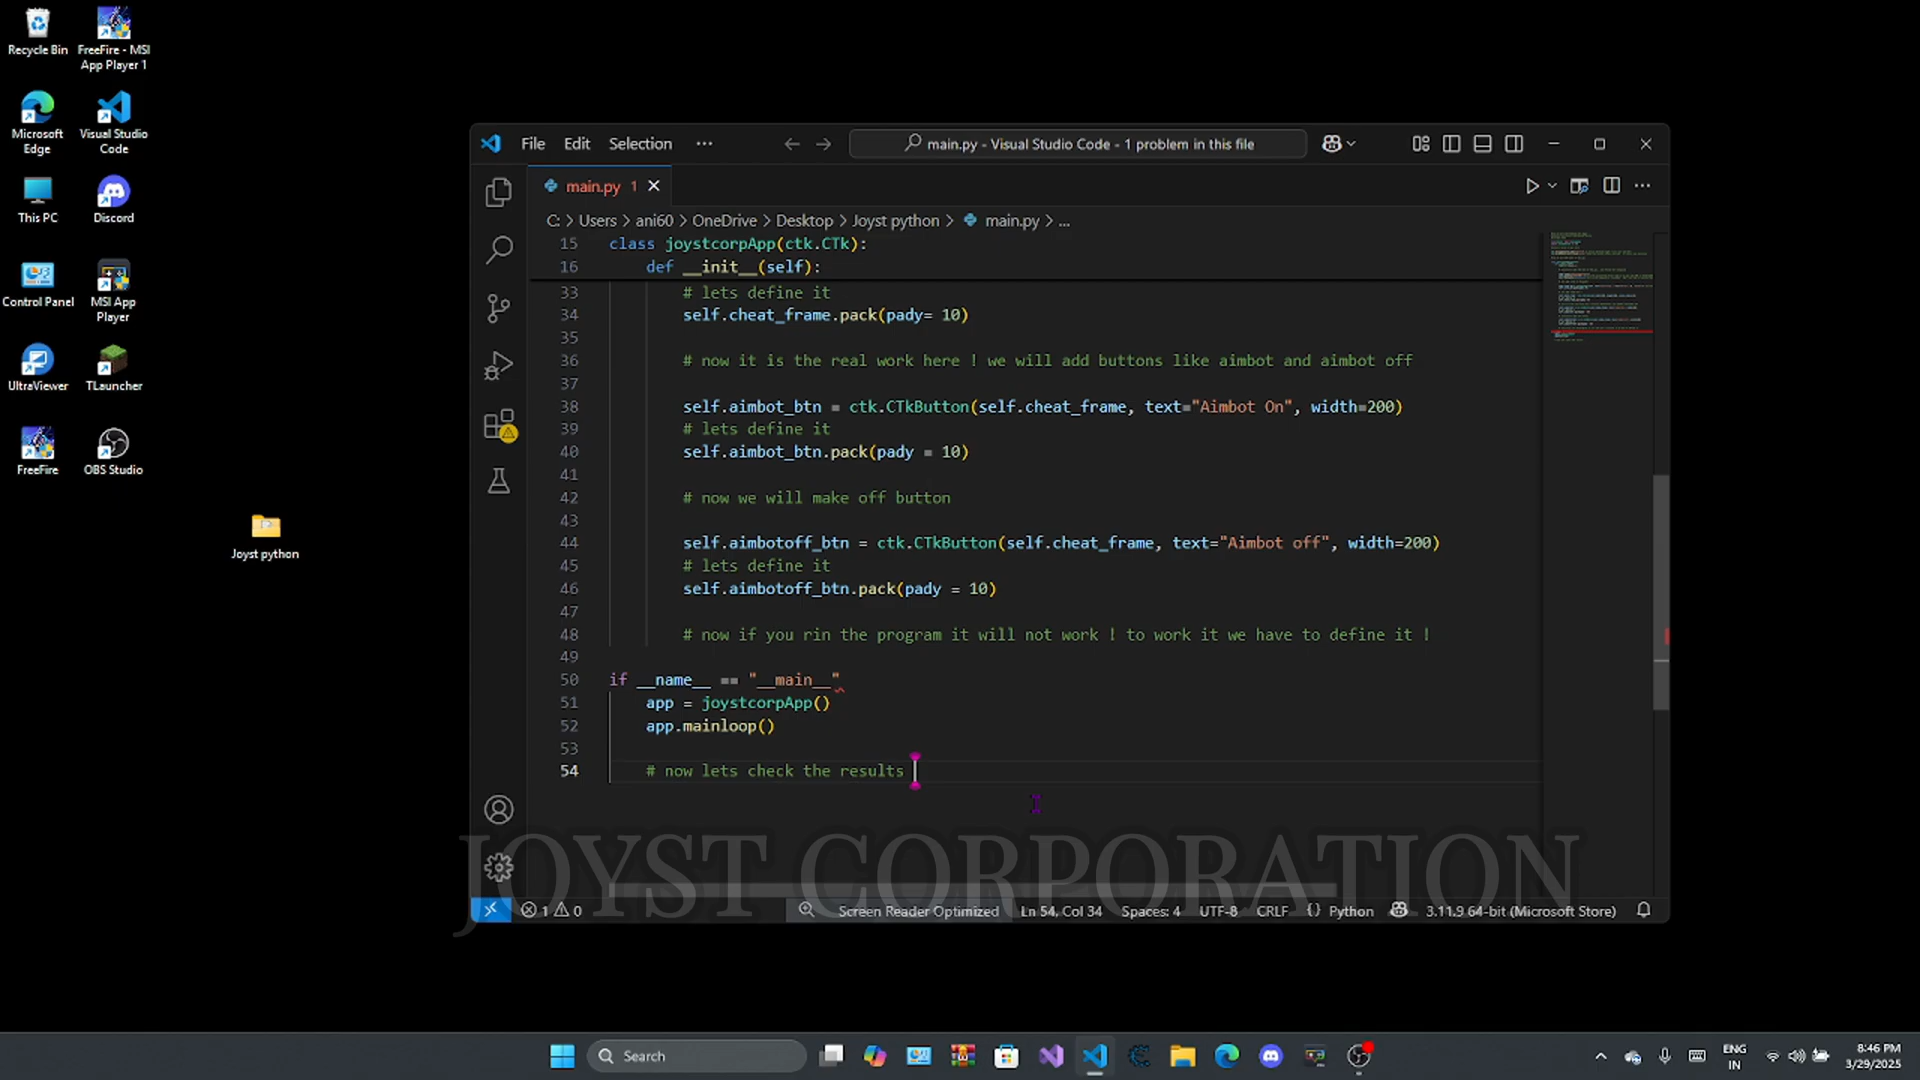 Recycle Bin
FreeFire - MSI
App Player 1
Microsoft
Edge
Visual Studio
Code
This PC
Discord
Control Panel
MSI App
Player
UltraViewer
TLauncher
FreeFire
OBS Studio
Joyst python
File Edit Selection ···
main.py - Visual Studio Code - 1 problem in this file
main.py 1
C: > Users > ani60 > OneDrive > Desktop > Joyst python > main.py > ...
15 class joystcorpApp(ctk.CTk):
16 def __init__(self):
33 # lets define it
34 self.cheat_frame.pack(pady= 10)
35
36 # now it is the real work here ! we will add buttons like aimbot and aimbot off
37
38 self.aimbot_btn = ctk.CTkButton(self.cheat_frame, text="Aimbot On", width=200)
39 # lets define it
40 self.aimbot_btn.pack(pady = 10)
41
42 # now we will make off button
43
44 self.aimbotoff_btn = ctk.CTkButton(self.cheat_frame, text="Aimbot off", width=200)
45 # lets define it
46 self.aimbotoff_btn.pack(pady = 10)
47
48 # now if you rin the program it will not work ! to work it we have to define it !
49
50 if __name__ == "__main__"
51 app = joystcorpApp()
52 app.mainloop()
53
54 # now lets check the results
JOYST CORPORATION
1 0 Screen Reader Optimized Ln 54, Col 34 Spaces: 4 UTF-8 CRLF {} Python 3.11.9 64-bit (Microsoft Store)
Search
ENG
IN
8:46 PM
3/29/2025